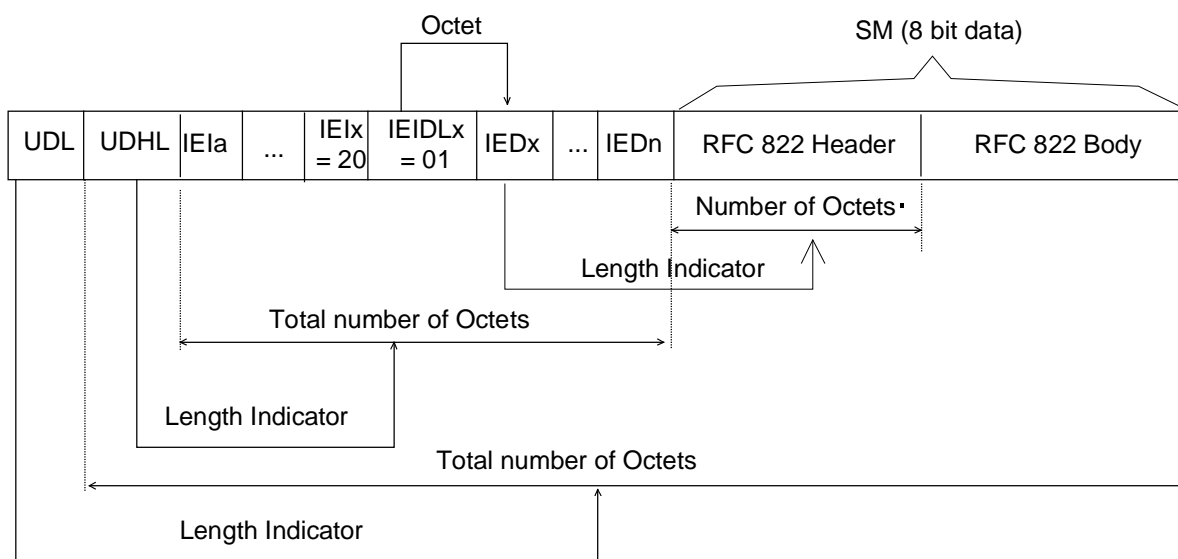 Octet
SM (8 bit data)
UDL UDHL IEIa ... IEIx = 20 IEIDLx = 01 IEDx ... IEDn RFC 822 Header RFC 822 Body
Number of Octets·
Length Indicator
Total number of Octets
Length Indicator
Total number of Octets
Length Indicator